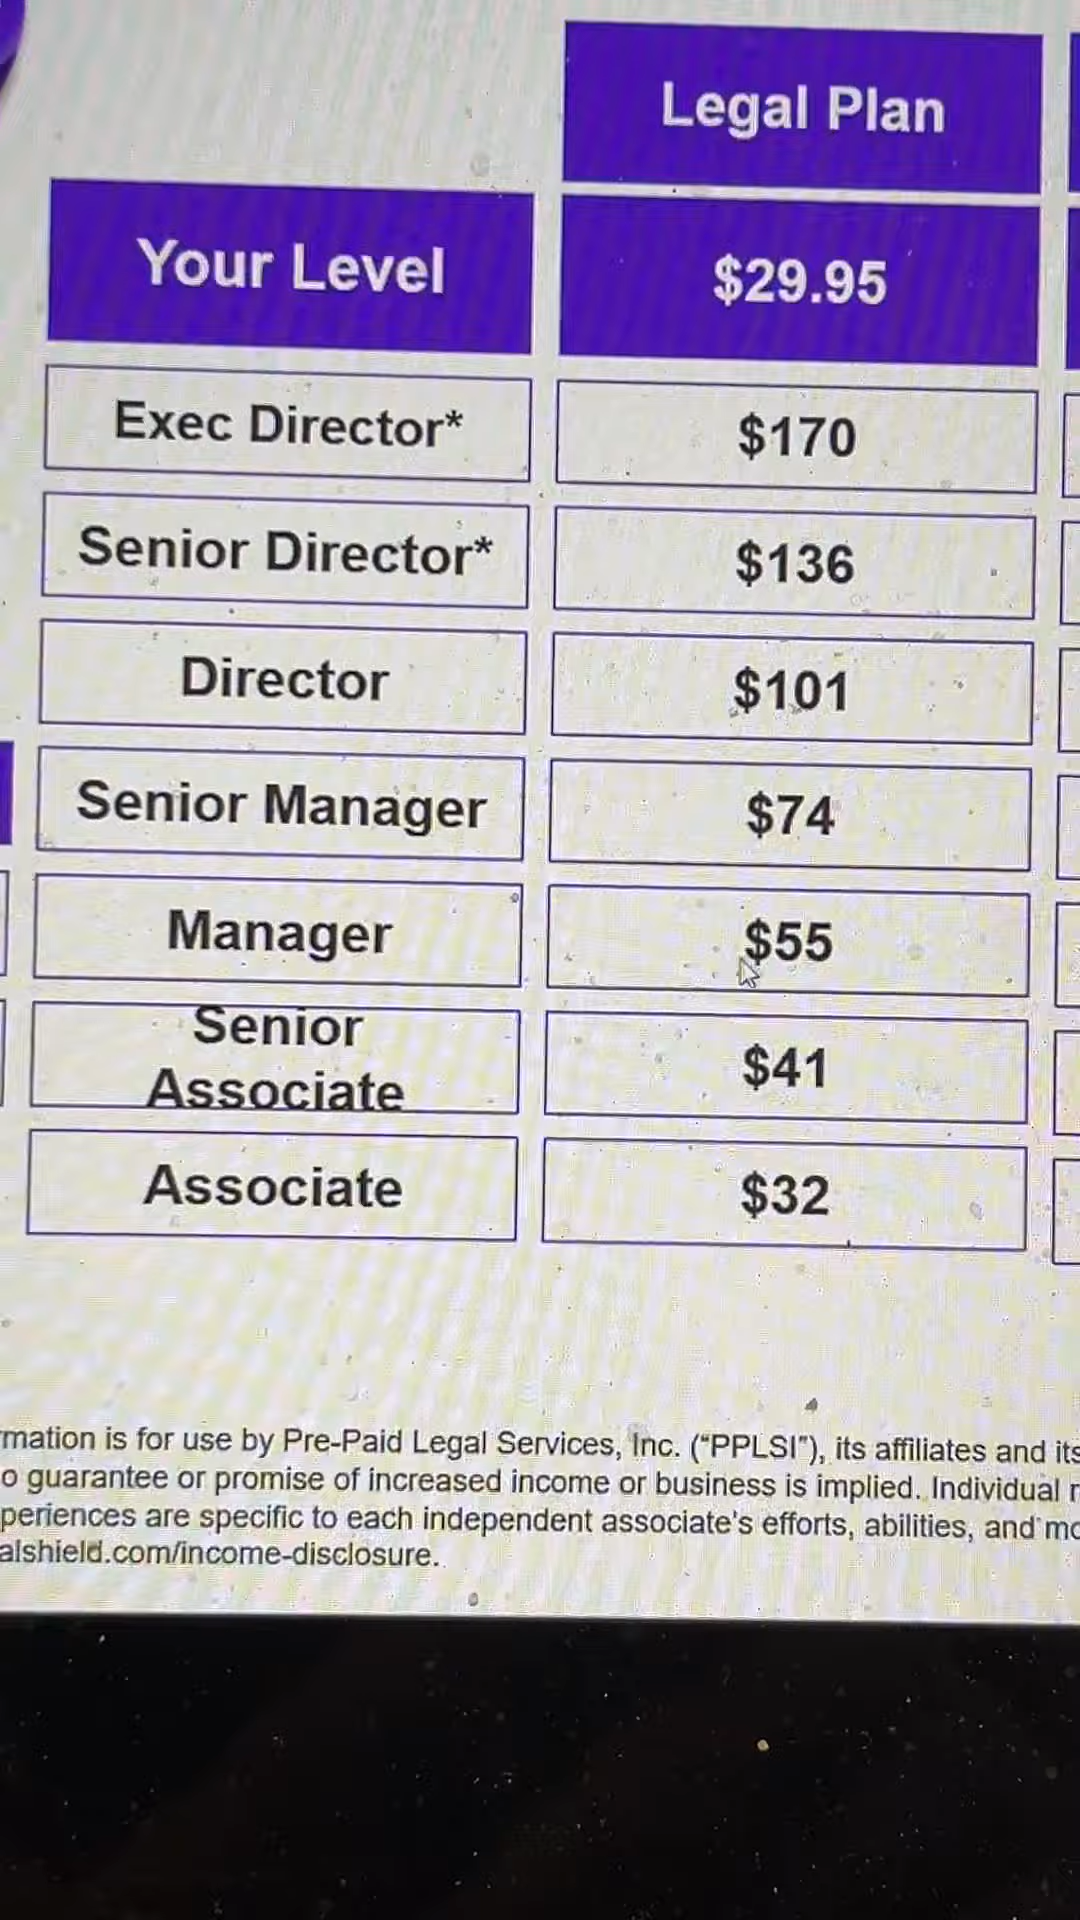 Legal Plan
Your Level $29.95
Exec Director* $170
Senior Director* $136
Director $101
Senior Manager $74
Manager $55
Senior
Associate $41
Associate $32
rmation is for use by Pre-Paid Legal Services, Inc. ("PPLSI"), its affiliates and its
o guarantee or promise of increased income or business is implied. Individual r
periences are specific to each independent associate's efforts, abilities, and mo
alshield.com/income-disclosure.